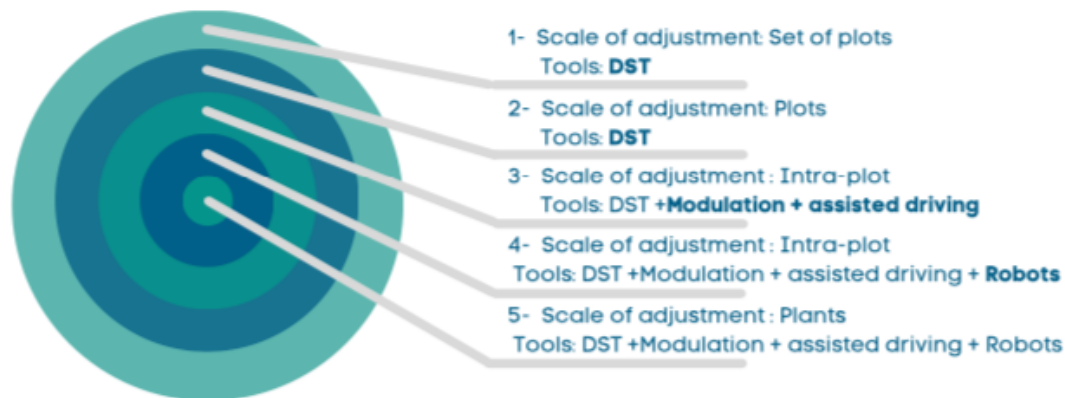 1- Scale of adjustment: Set of plots
Tools: DST
2- Scale of adjustment: Plots
Tools: DST
3- Scale of adjustment : Intra-plot
Tools: DST +Modulation + assisted driving
4- Scale of adjustment : Intra-plot
Tools: DST +Modulation + assisted driving + Robots
5- Scale of adjustment : Plants
Tools: DST +Modulation + assisted driving + Robots